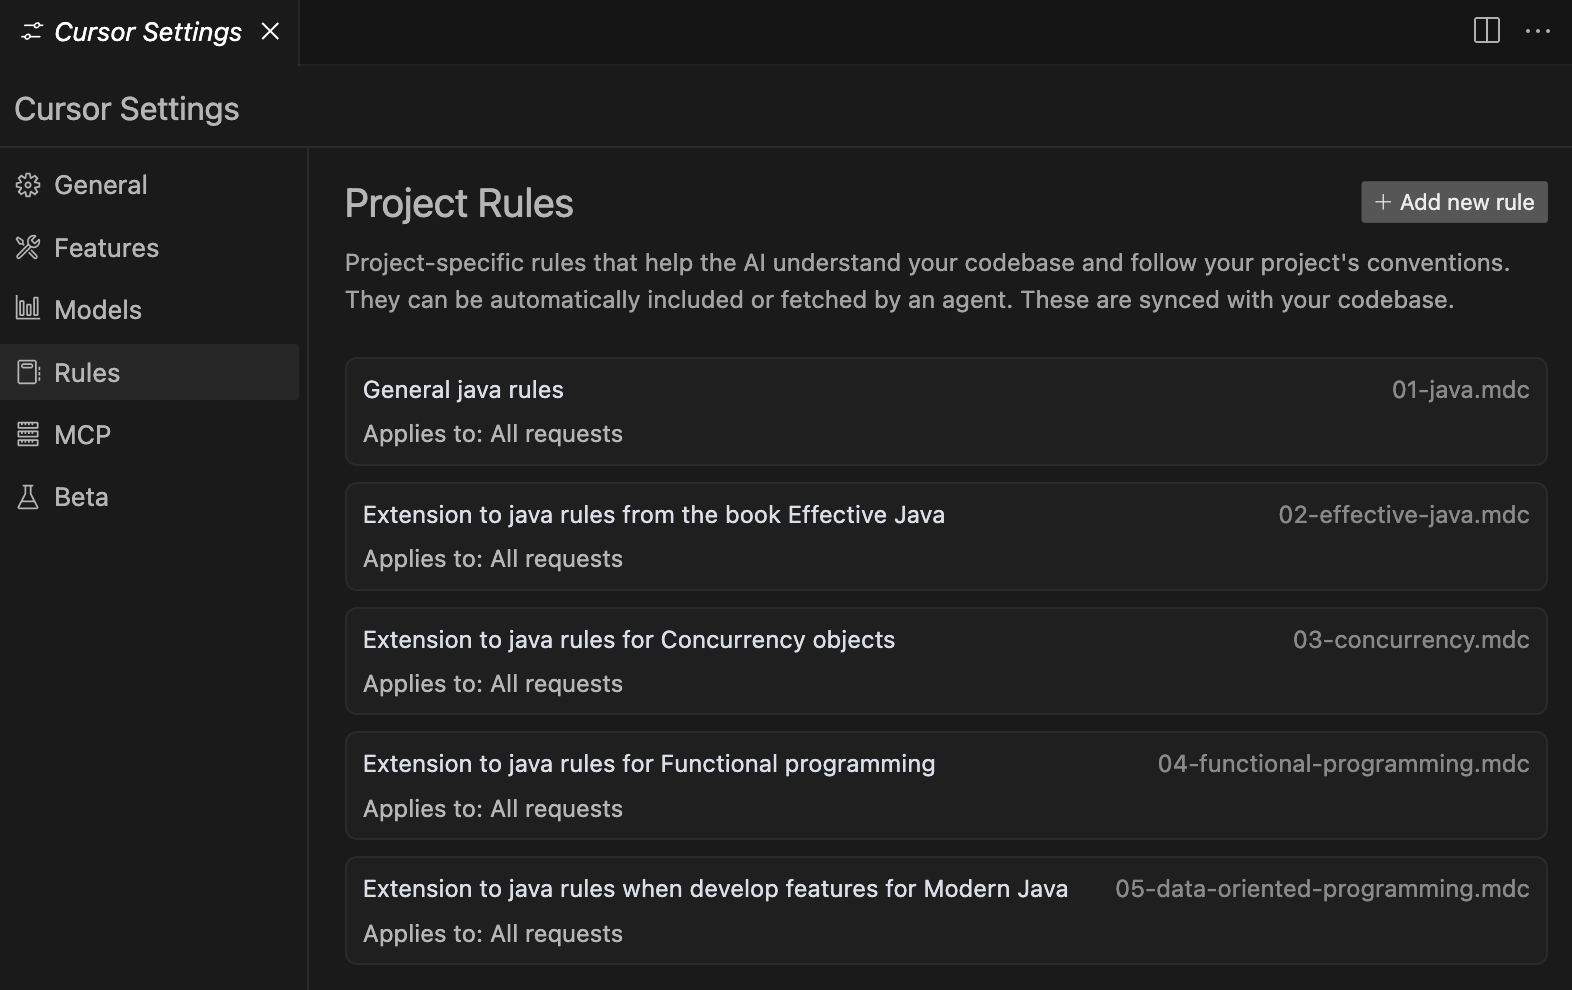 Cursor Settings
Cursor Settings
General
Features
Models
Rules
MCP
Beta
Project Rules
+ Add new rule
Project-specific rules that help the AI understand your codebase and follow your project's conventions.
They can be automatically included or fetched by an agent. These are synced with your codebase.
General java rules 01-java.mdc
Applies to: All requests
Extension to java rules from the book Effective Java 02-effective-java.mdc
Applies to: All requests
Extension to java rules for Concurrency objects 03-concurrency.mdc
Applies to: All requests
Extension to java rules for Functional programming 04-functional-programming.mdc
Applies to: All requests
Extension to java rules when develop features for Modern Java 05-data-oriented-programming.mdc
Applies to: All requests